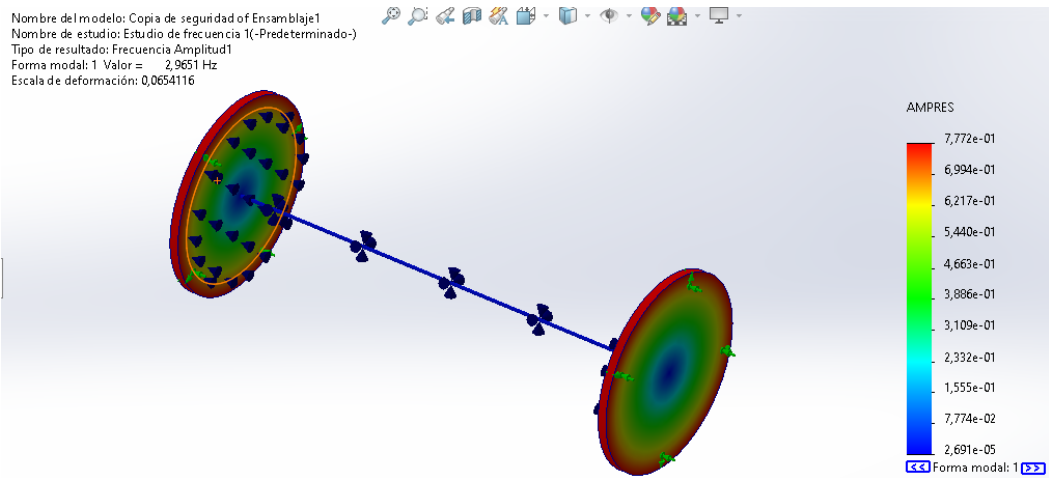 Nombre del modelo: Copia de seguridad of Ensamblaje1
Nombre de estudio: Estudio de frecuencia 1(-Predeterminado-)
Tipo de resultado: Frecuencia Amplitud1
Forma modal: 1 Valor = 2,9651 Hz
Escala de deformación: 0,0654116
AMPRES
7,772e-01
6,994e-01
6,217e-01
5,440e-01
4,663e-01
3,886e-01
3,109e-01
2,332e-01
1,555e-01
7,774e-02
2,691e-05
<< Forma modal: 1 >>